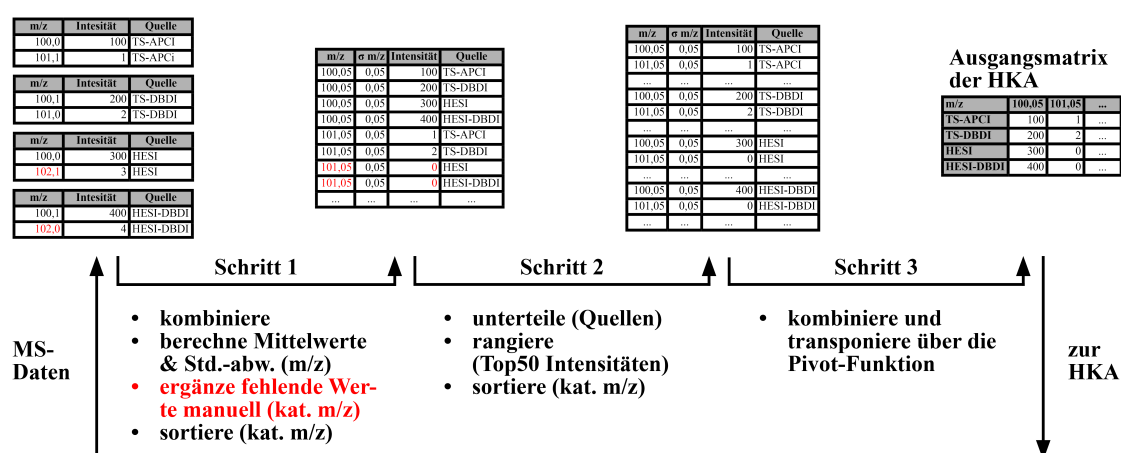 m/z Intesität Quelle
100,0 100 TS-APCI
101,1 1 TS-APCi
m/z Intesität Quelle
100,1 200 TS-DBDI
101,0 2 TS-DBDI
m/z Intesität Quelle
100,0 300 HESI
102,1 3 HESI
m/z Intesität Quelle
100,1 400 HESI-DBDI
102,0 4 HESI-DBDI
m/z σ m/z Intensität Quelle
100,05 0,05 100 TS-APCI
100,05 0,05 200 TS-DBDI
100,05 0,05 300 HESI
100,05 0,05 400 HESI-DBDI
101,05 0,05 1 TS-APCI
101,05 0,05 2 TS-DBDI
101,05 0,05 0 HESI
101,05 0,05 0 HESI-DBDI
... ... ... ...
m/z σ m/z Intensität Quelle
100,05 0,05 100 TS-APCI
101,05 0,05 1 TS-APCI
... ... ... ...
100,05 0,05 200 TS-DBDI
101,05 0,05 2 TS-DBDI
... ... ... ...
100,05 0,05 300 HESI
101,05 0,05 0 HESI
... ... ... ...
100,05 0,05 400 HESI-DBDI
101,05 0,05 0 HESI-DBDI
... ... ... ...
Ausgangsmatrix
der HKA
m/z 100,05 101,05 ...
TS-APCI 100 1 ...
TS-DBDI 200 2 ...
HESI 300 0 ...
HESI-DBDI 400 0 ...
MS-
Daten
Schritt 1
• kombiniere
• berechne Mittelwerte
& Std.-abw. (m/z)
• ergänze fehlende Wer-
te manuell (kat. m/z)
• sortiere (kat. m/z)
Schritt 2
• unterteile (Quellen)
• rangiere
(Top50 Intensitäten)
• sortiere (kat. m/z)
Schritt 3
• kombiniere und
transponiere über die
Pivot-Funktion
zur
HKA